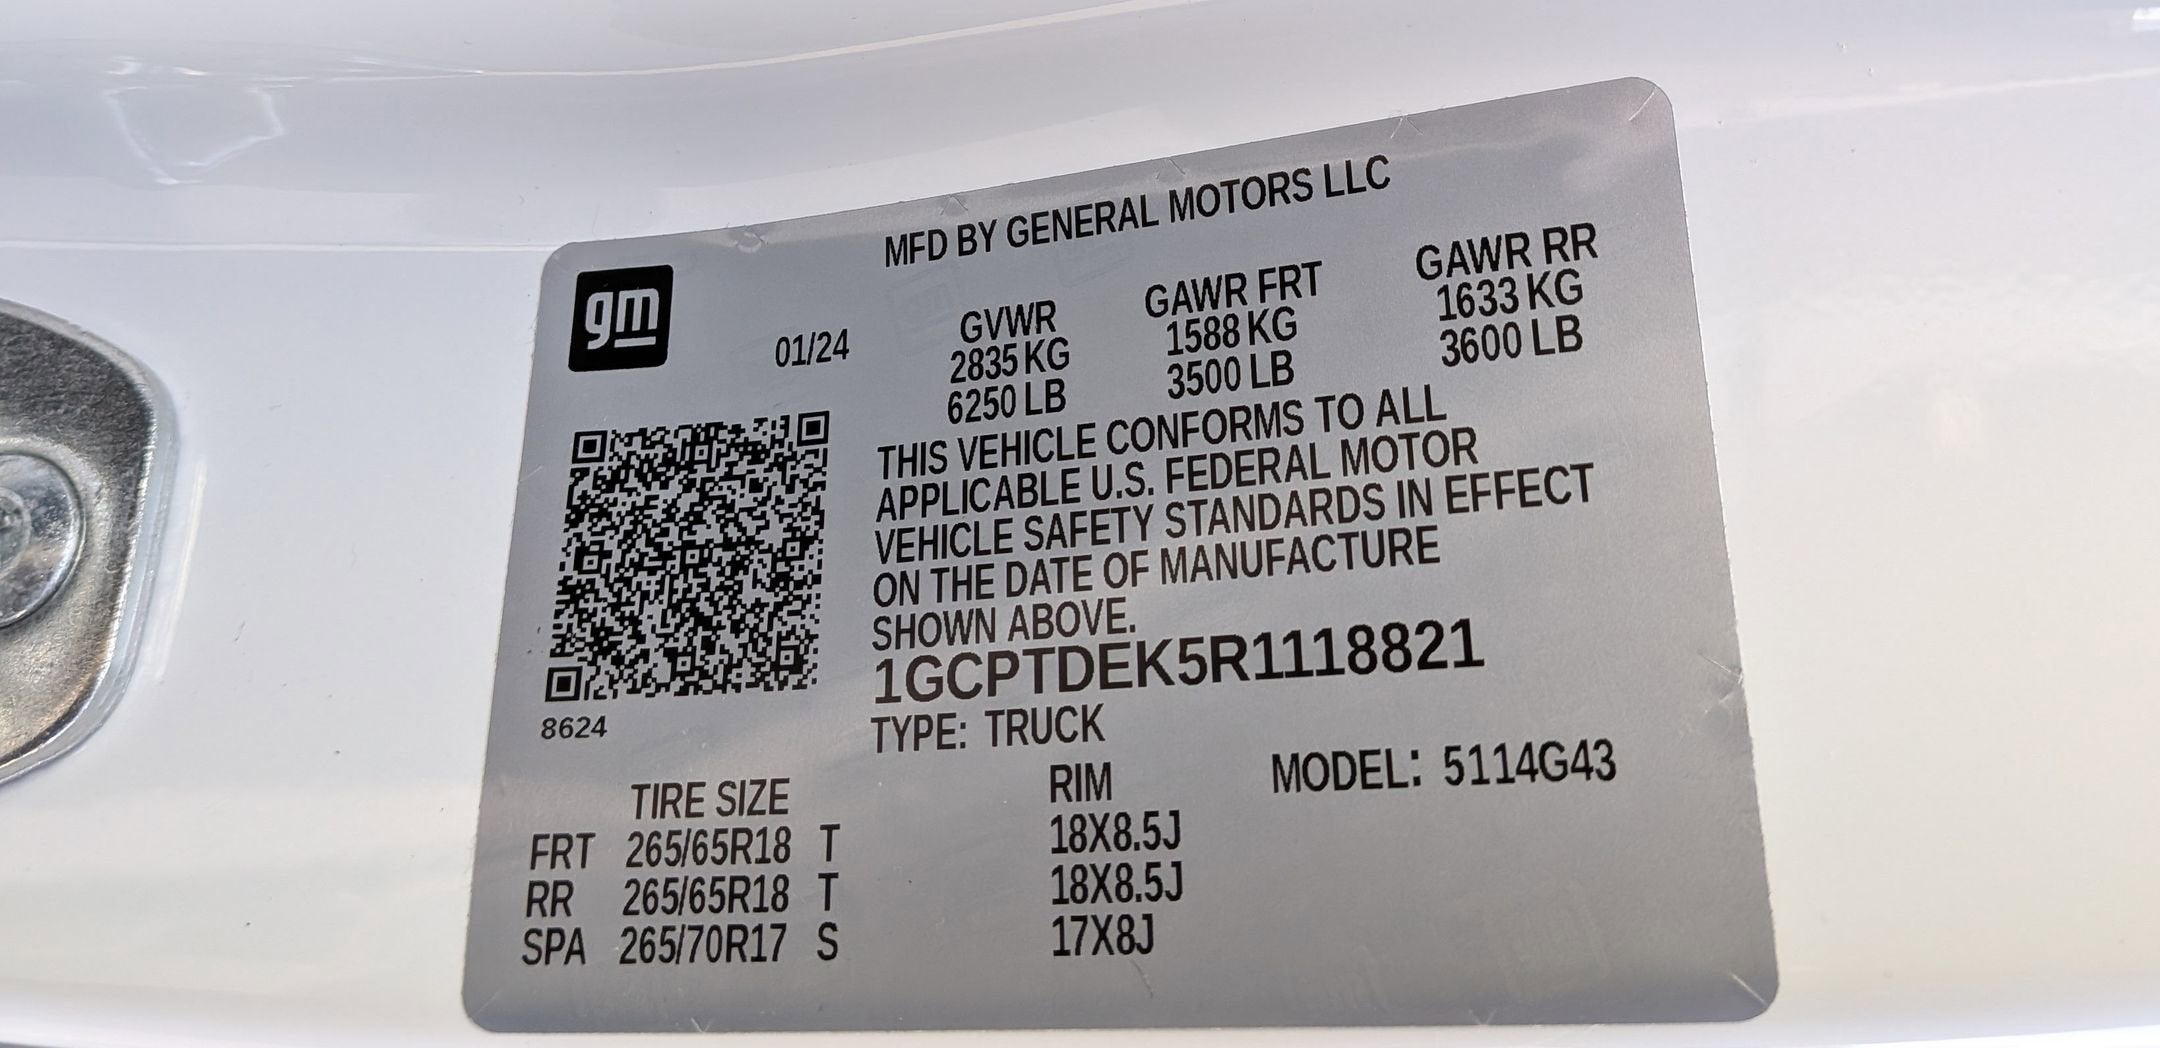 MFD BY GENERAL MOTORS LLC
gm
01/24
GVWR GAWR FRT GAWR RR
2835 KG 1588 KG 1633 KG
6250 LB 3500 LB 3600 LB
THIS VEHICLE CONFORMS TO ALL
APPLICABLE U.S. FEDERAL MOTOR
VEHICLE SAFETY STANDARDS IN EFFECT
ON THE DATE OF MANUFACTURE
SHOWN ABOVE.
1GCPTDEK5R1118821
8624
TYPE: TRUCK
MODEL: 5114G43
TIRE SIZE RIM
FRT 265/65R18 T 18X8.5J
RR 265/65R18 T 18X8.5J
SPA 265/70R17 S 17X8J